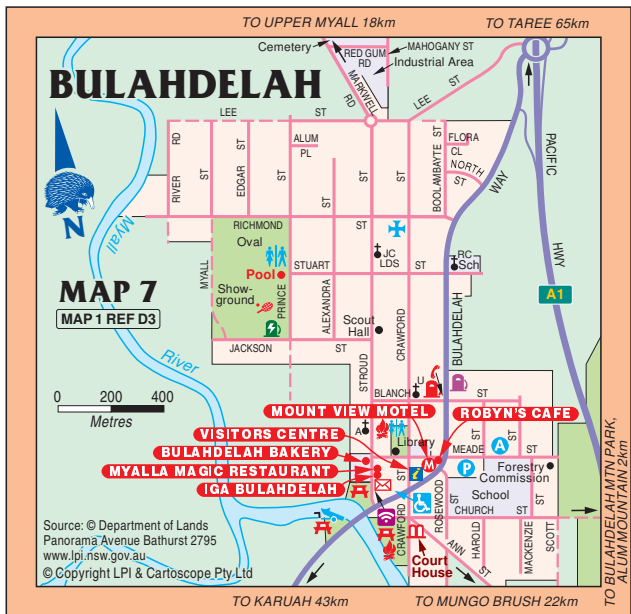 TO UPPER MYALL 18km
TO TAREE 65km
Cemetery
RED GUM
RD
MAHOGANY ST
Industrial Area
BULAHDELAH
MARKWELL
RD
LEE
ST
LEE
ST
RIVER
RD
EDGAR
ST
ST
ST
ALUM
PL
ST
ST
ST
BOOLAMBAYTE
ST
FLORA
CL
NORTH
ST
WAY
PACIFIC
HWY
A1
N
Myall
River
MAP 7
MAP 1 REF D3
RICHMOND
ST
Oval
Pool
Show-
ground
MYALL
PRINCE
STUART
ST
JC
LDS
RC
Sch
ALEXANDRA
Scout
Hall
CRAWFORD
BULAHDELAH
JACKSON
ST
STROUD
BLANCH
U
ST
200
0
200
400
Metres
MOUNT VIEW MOTEL
ROBYN'S CAFE
VISITORS CENTRE
BULAHDELAH BAKERY
MYALLA MAGIC RESTAURANT
IGA BULAHDELAH
A
Librery
M
MEADE
ST
ST
A
P
Forestry
Commission
School
CHURCH
ST
ST
ST
ST
ROSEWOOD
CRAWFORD
Court
House
ANN
ST
HAROLD
MACKENZIE
SCOTT
Source: © Department of Lands
Panorama Avenue Bathurst 2795
www.lpi.nsw.gov.au
© Copyright LPI & Cartoscope Pty Ltd
TO BULAHDELAH MTN PARK,
ALUM MOUNTAIN 2km
TO KARUAH 43km
TO MUNGO BRUSH 22km